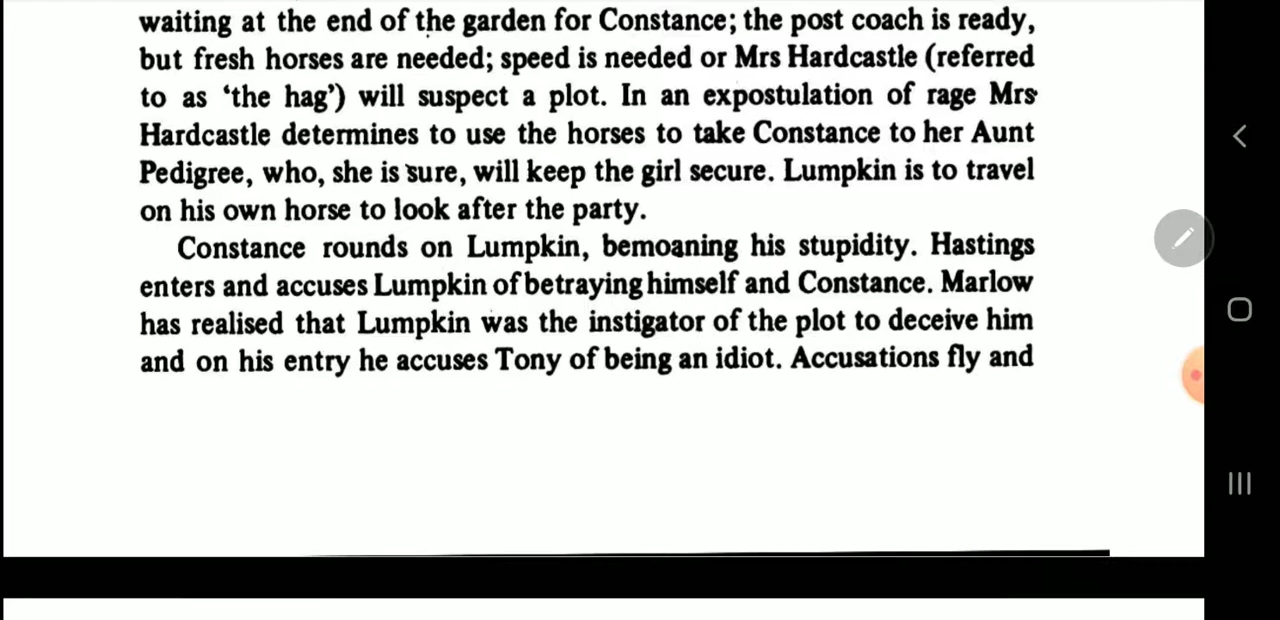 waiting at the end of the garden for Constance; the post coach is ready,
but fresh horses are needed; speed is needed or Mrs Hardcastle (referred
to as ‘the hag’) will suspect a plot. In an expostulation of rage Mrs
Hardcastle determines to use the horses to take Constance to her Aunt
Pedigree, who, she is sure, will keep the girl secure. Lumpkin is to travel
on his own horse to look after the party.
Constance rounds on Lumpkin, bemoaning his stupidity. Hastings
enters and accuses Lumpkin of betraying himself and Constance. Marlow
has realised that Lumpkin was the instigator of the plot to deceive him
and on his entry he accuses Tony of being an idiot. Accusations fly and